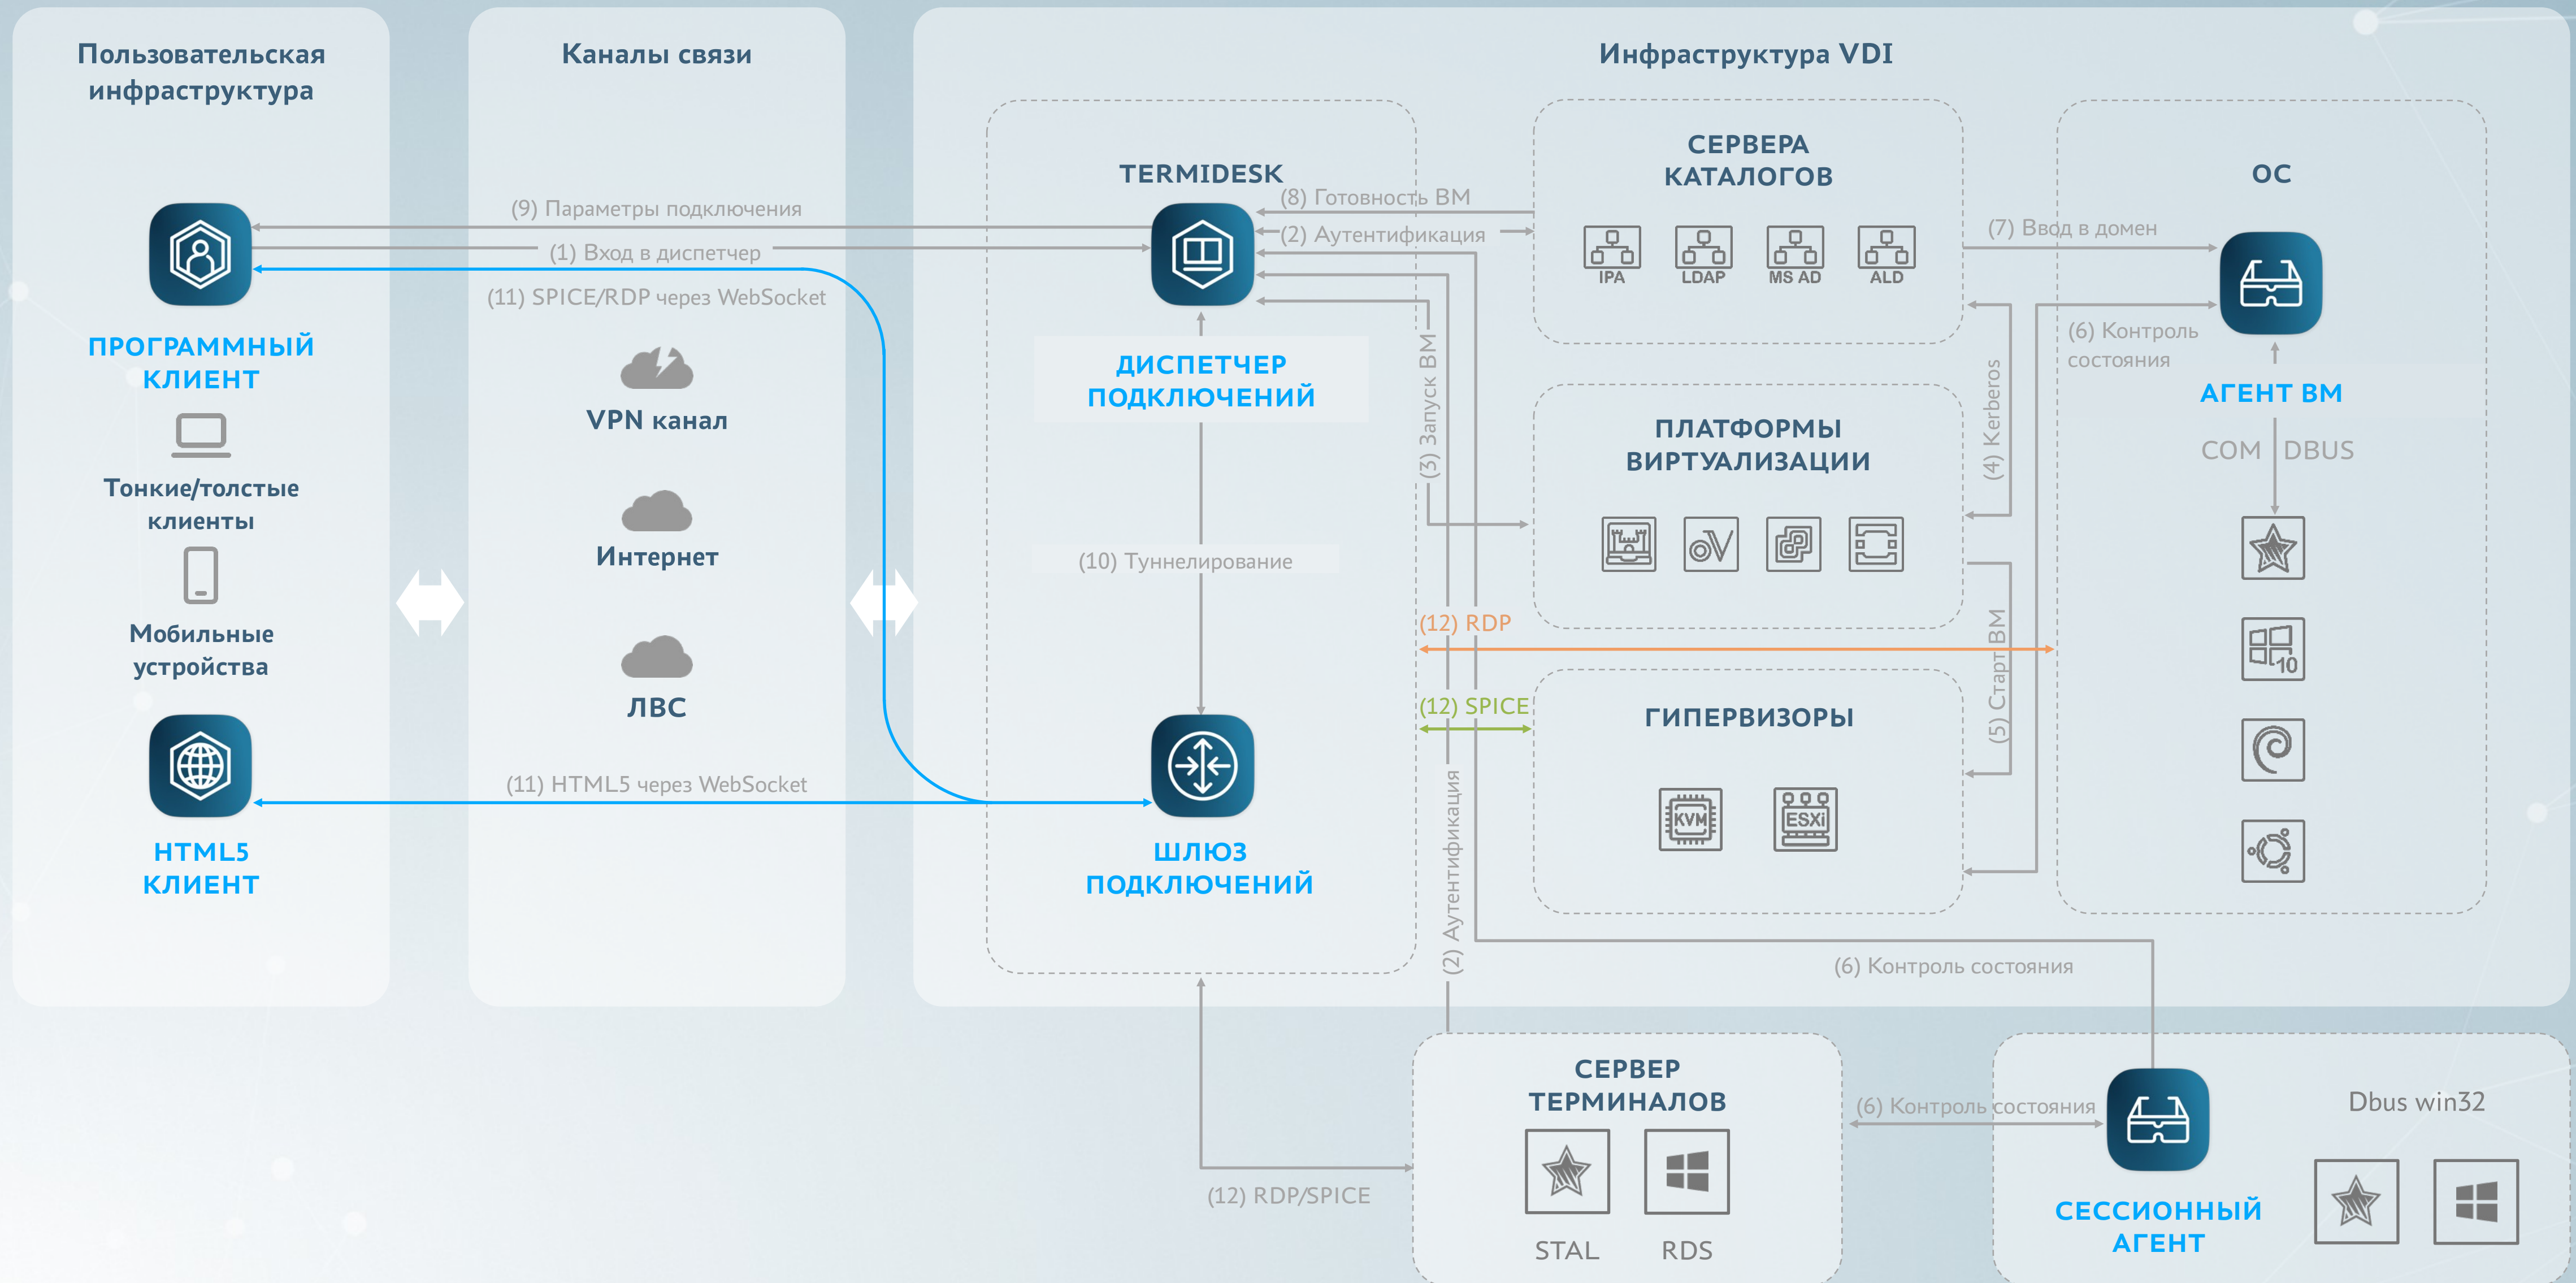 Пользовательская
инфраструктура
ПРОГРАММНЫЙ
КЛИЕНТ
Тонкие/толстые
клиенты
Мобильные
устройства
HTML5
КЛИЕНТ
Каналы связи
(9) Параметры подключения
(1) Вход в диспетчер
(11) SPICE/RDP через WebSocket
VPN канал
Интернет
ЛВС
(11) HTML5 через WebSocket
Инфраструктура VDI
TERMIDESK
ДИСПЕТЧЕР
ПОДКЛЮЧЕНИЙ
(10) Туннелирование
ШЛЮЗ
ПОДКЛЮЧЕНИЙ
(8) Готовность ВМ
(2) Аутентификация
(3) Запуск ВМ
(12) RDP
(12) SPICE
(2) Аутентификация
СЕРВЕРА
КАТАЛОГОВ
IPA
LDAP
MS AD
ALD
ПЛАТФОРМЫ
ВИРТУАЛИЗАЦИИ
oV
ГИПЕРВИЗОРЫ
KVM
ESXi
(7) Ввод в домен
(4) Kerberos
(6) Контроль
состояния
(5) Старт ВМ
ОС
АГЕНТ ВМ
COM
DBUS
10
(6) Контроль состояния
(12) RDP/SPICE
СЕРВЕР
ТЕРМИНАЛОВ
STAL
RDS
(6) Контроль состояния
СЕССИОННЫЙ
АГЕНТ
Dbus win32